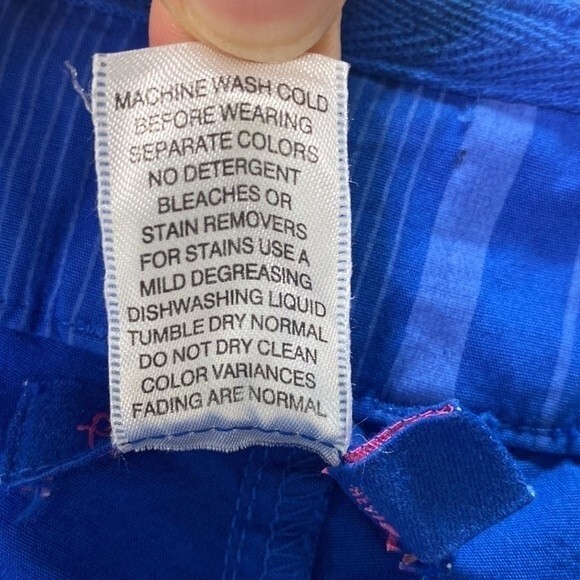 MACHINE WASH COLD
BEFORE WEARING
SEPARATE COLORS
NO DETERGENT
BLEACHES OR
STAIN REMOVERS
FOR STAINS USE A
MILD DEGREASING
DISHWASHING LIQUID
TUMBLE DRY NORMAL
DO NOT DRY CLEAN
COLOR VARIANCES
FADING ARE NORMAL